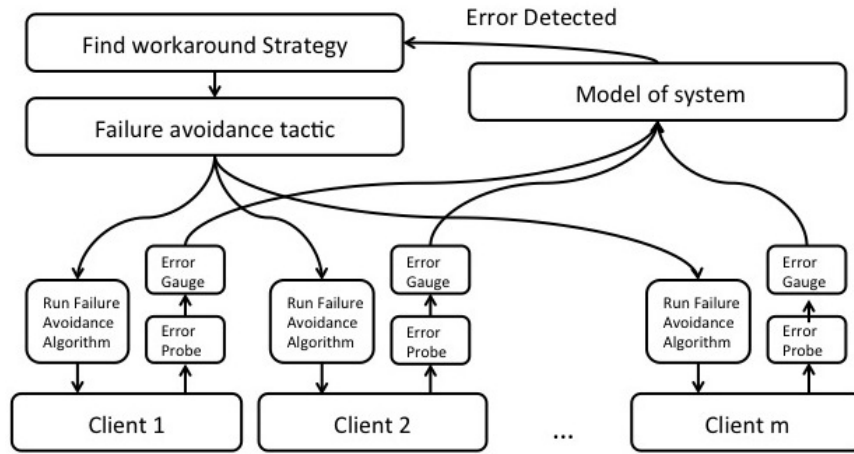 Error Detected
Find workaround Strategy
Model of system
Failure avoidance tactic
Run Failure
Avoidance
Algorithm
Error
Gauge
Error
Probe
Run Failure
Avoidance
Algorithm
Error
Gauge
Error
Probe
Run Failure
Avoidance
Algorithm
Error
Gauge
Error
Probe
Client 1
Client 2
...
Client m